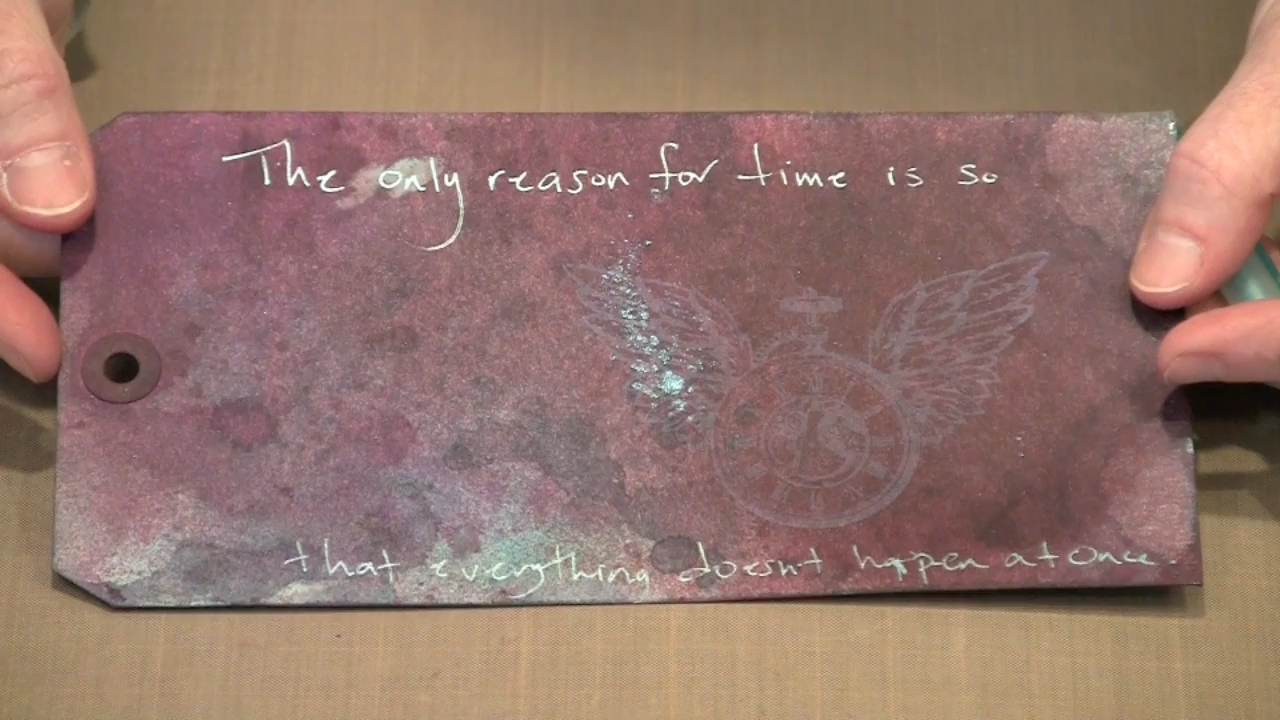 The only reason for time is so
that everything doesn't happen at once.